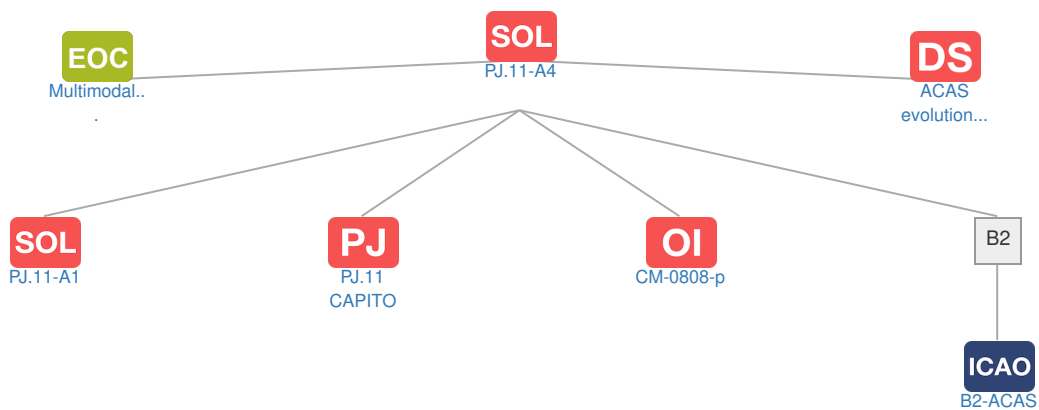 EOC
Multimodal..
.
SOL
PJ.11-A4
DS
ACAS
evolution...
SOL
PJ.11-A1
PJ
PJ.11
CAPITO
OI
CM-0808-p
B2
ICAO
B2-ACAS